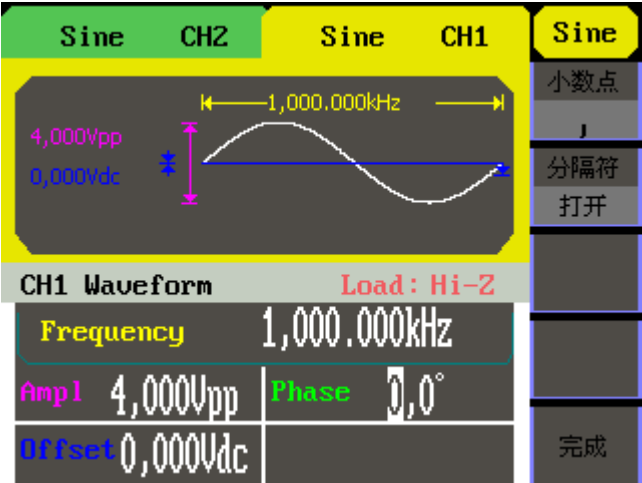 Sine CH2 Sine CH1 Sine
小数点
,
分隔符
打开
1,000.000kHz
4,000Vpp
0,000Vdc
CH1 Waveform Load: Hi-Z
Frequency 1,000.000kHz
Ampl 4,000Vpp Phase 0,0°
Offset 0,000Vdc
完成